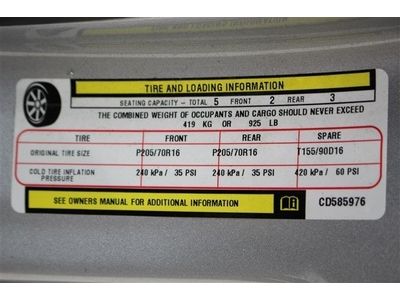 TIRE AND LOADING INFORMATION
SEATING CAPACITY - TOTAL 5 FRONT 2 REAR 3
THE COMBINED WEIGHT OF OCCUPANTS AND CARGO SHOULD NEVER EXCEED
419 KG OR 925 LB
TIRE FRONT REAR SPARE
ORIGINAL TIRE SIZE P205/70R16 P205/70R16 T155/90D16
COLD TIRE INFLATION PRESSURE 240 kPa/ 35 PSI 240 kPa/ 35 PSI 420 kPa/ 60 PSI
SEE OWNERS MANUAL FOR ADDITIONAL INFORMATION CD585976